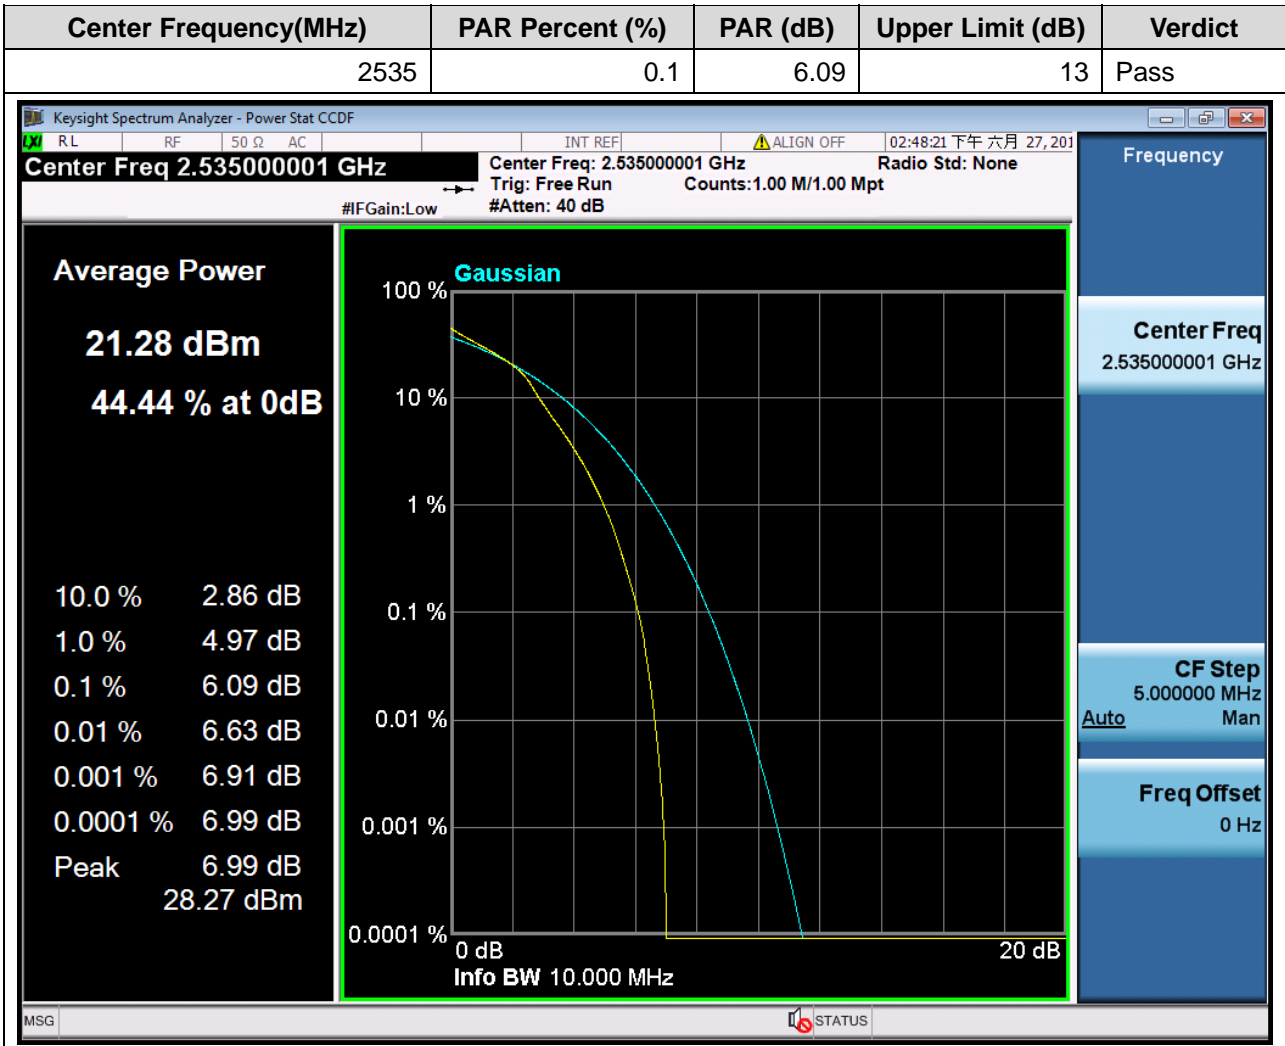 Center Frequency(MHz) PAR Percent (%) PAR (dB) Upper Limit (dB) Verdict
2535 0.1 6.09 13 Pass
Keysight Spectrum Analyzer - Power Stat CCDF
LXI RL RF 50 Ω AC INT REF ALIGN OFF 02:48:21 下午 六月 27, 201
Center Freq 2.535000001 GHz
#IFGain:Low
Center Freq: 2.535000001 GHz Radio Std: None
Trig: Free Run Counts:1.00 M/1.00 Mpt
#Atten: 40 dB
Average Power
21.28 dBm
44.44 % at 0dB
10.0 % 2.86 dB
1.0 % 4.97 dB
0.1 % 6.09 dB
0.01 % 6.63 dB
0.001 % 6.91 dB
0.0001 % 6.99 dB
Peak 6.99 dB
28.27 dBm
Gaussian
100 %
10 %
1 %
0.1 %
0.01 %
0.001 %
0.0001 %
0 dB 20 dB
Info BW 10.000 MHz
Frequency
Center Freq
2.535000001 GHz
CF Step
5.000000 MHz
Auto Man
Freq Offset
0 Hz
MSG STATUS